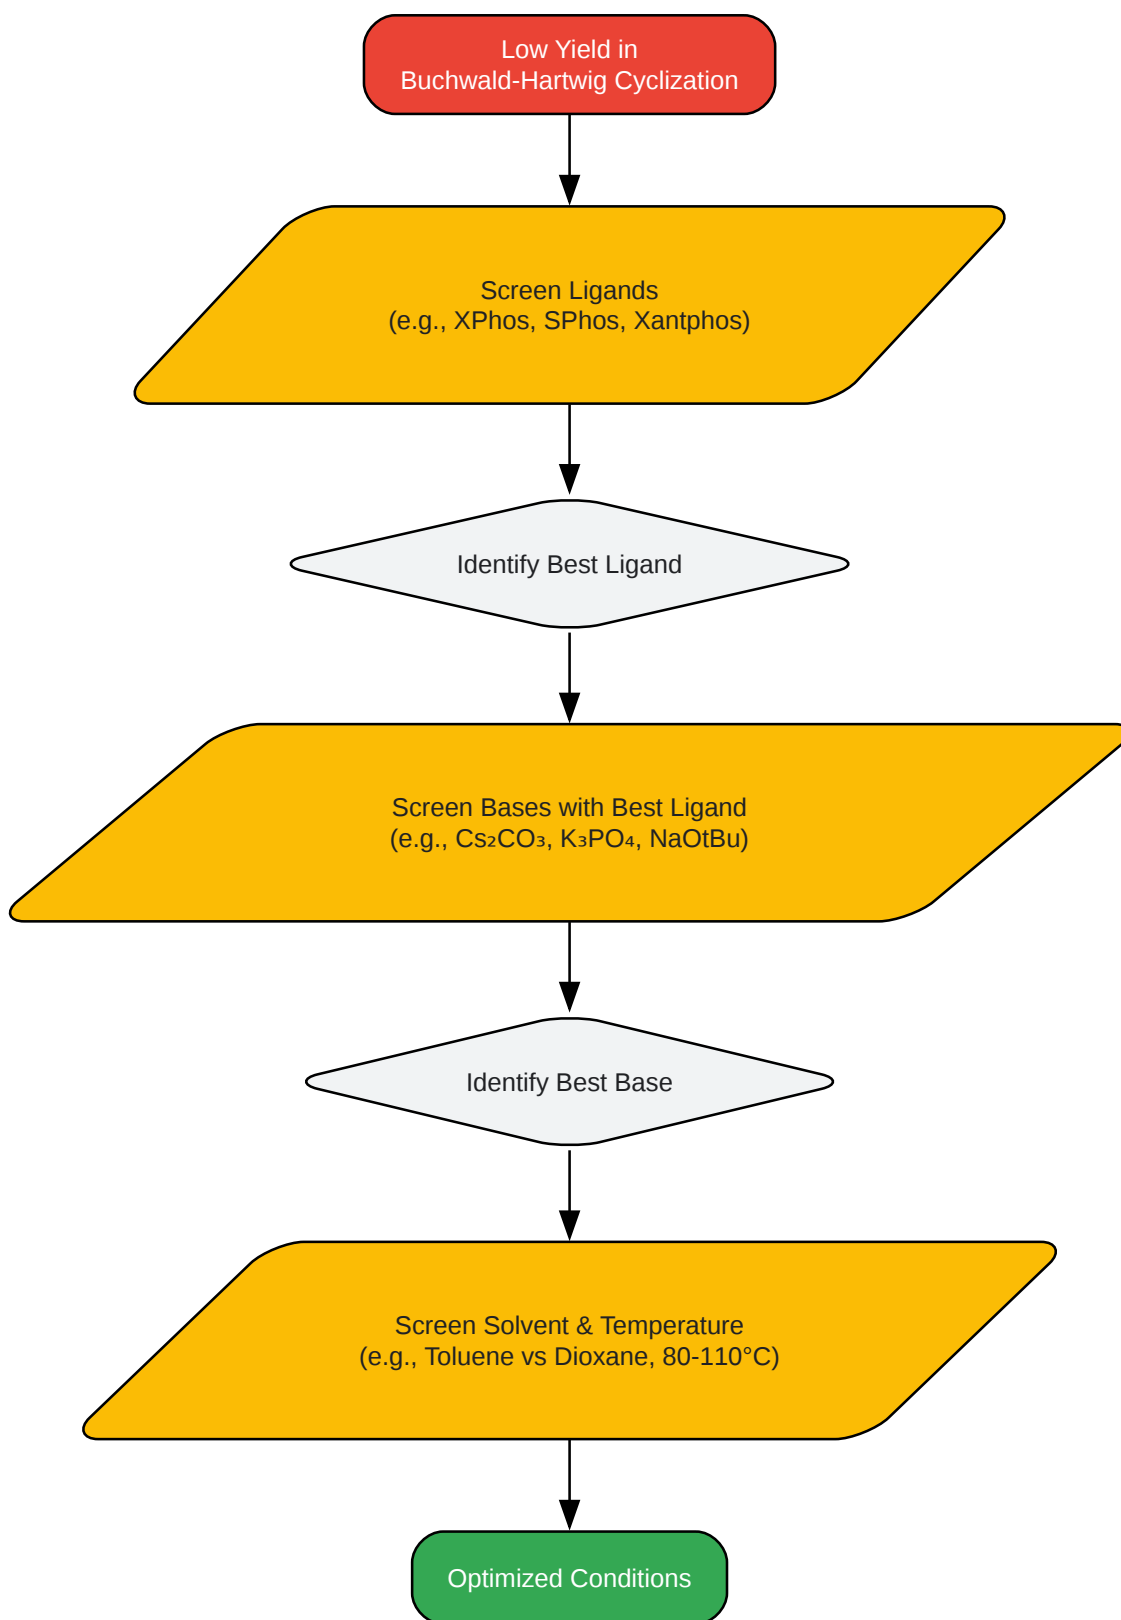 Low Yield in
Buchwald-Hartwig Cyclization
Screen Ligands
(e.g., XPhos, SPhos, Xantphos)
Identify Best Ligand
Screen Bases with Best Ligand
(e.g., Cs₂CO₃, K₃PO₄, NaOtBu)
Identify Best Base
Screen Solvent & Temperature
(e.g., Toluene vs Dioxane, 80-110°C)
Optimized Conditions